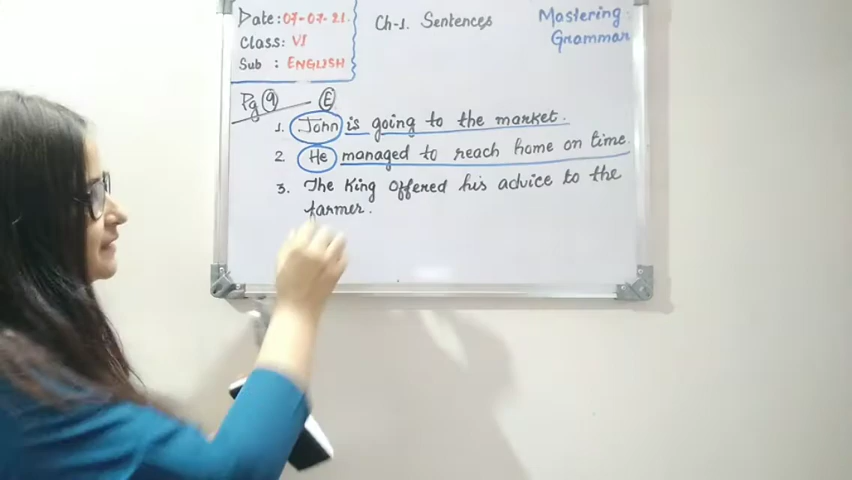 Date: 07-07-21.
Class: VI
Sub : ENGLISH
Ch-1. Sentences
Mastering
Grammar
Pg 9 E
1. John is going to the market.
2 He managed to reach home on time.
3. The King offered his advice to the
farmer.